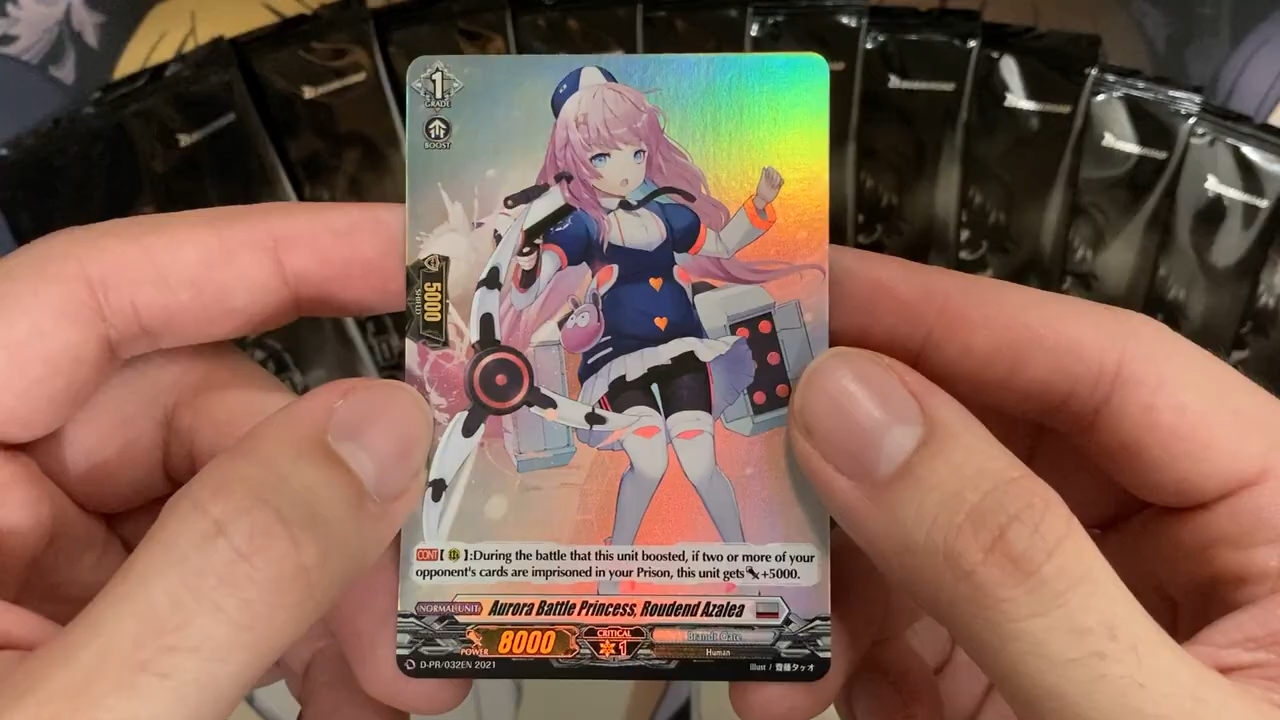 1
GRADE
BOOST
5000
SHIELD
CONT【 】:During the battle that this unit boosted, if two or more of your
opponent's cards are imprisoned in your Prison, this unit gets +5000.
NORMAL UNIT Aurora Battle Princess, Roudend Azalea
POWER 8000 CRITICAL 1 Brandt Gate
Human
D-PR/032EN 2021 Illust / 齋藤タヶオ